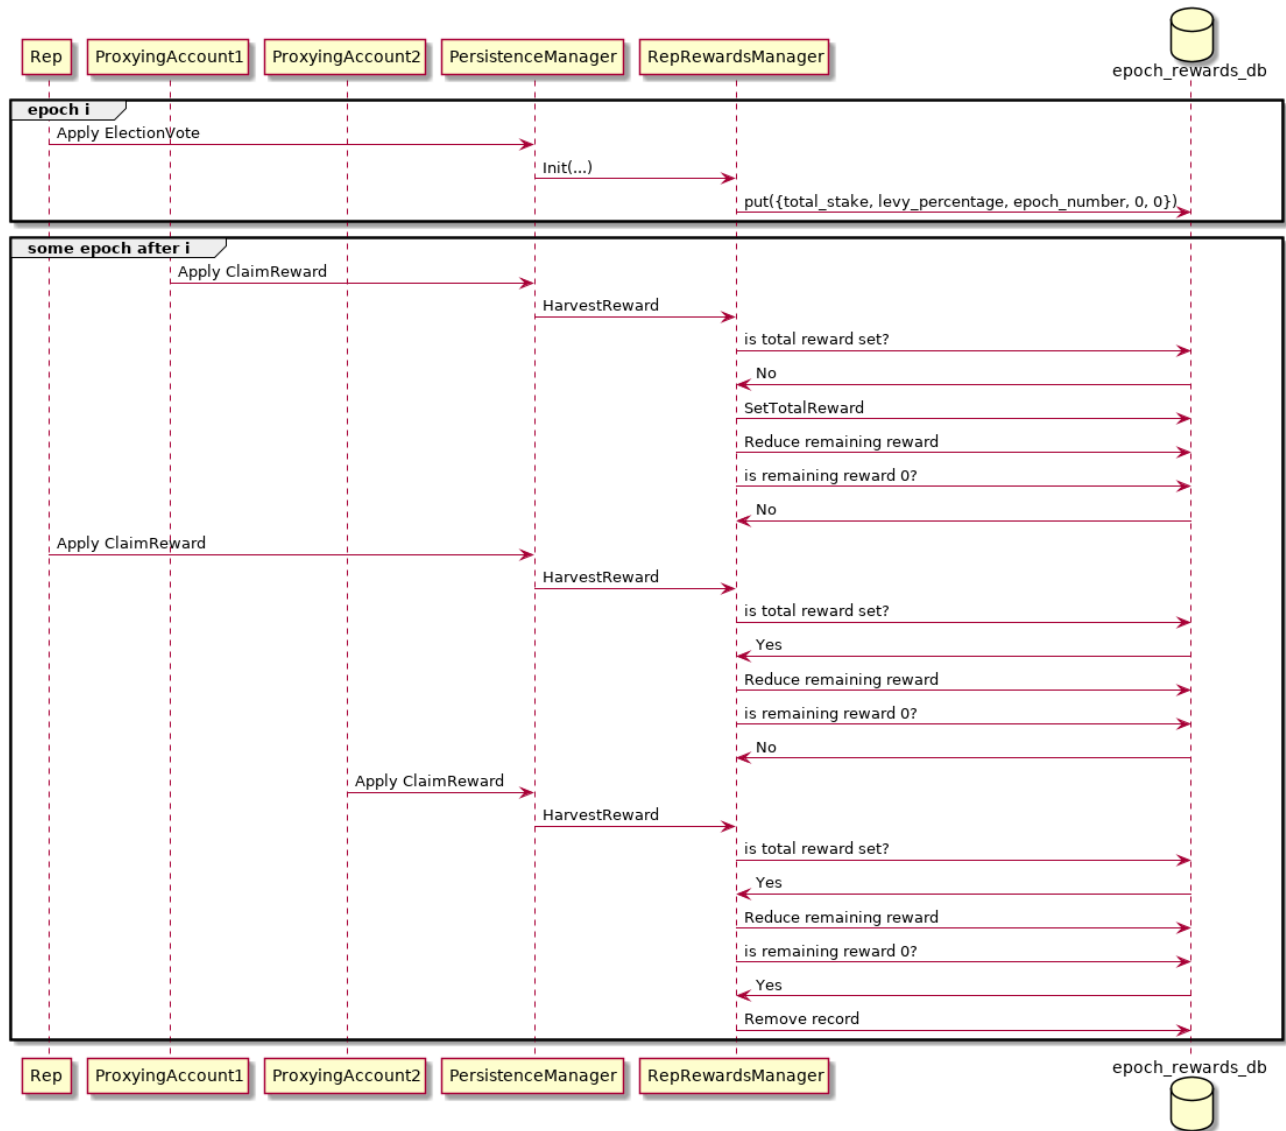 epoch_rewards_db
Rep ProxyingAccount1 ProxyingAccount2 PersistenceManager RepRewardsManager
epoch i
Apply ElectionVote
Init(...)
put({total_stake, levy_percentage, epoch_number, 0, 0})
some epoch after i
Apply ClaimReward
HarvestReward
is total reward set?
No
SetTotalReward
Reduce remaining reward
is remaining reward 0?
No
Apply ClaimReward
HarvestReward
is total reward set?
Yes
Reduce remaining reward
is remaining reward 0?
No
Apply ClaimReward
HarvestReward
is total reward set?
Yes
Reduce remaining reward
is remaining reward 0?
Yes
Remove record
Rep ProxyingAccount1 ProxyingAccount2 PersistenceManager RepRewardsManager
epoch_rewards_db